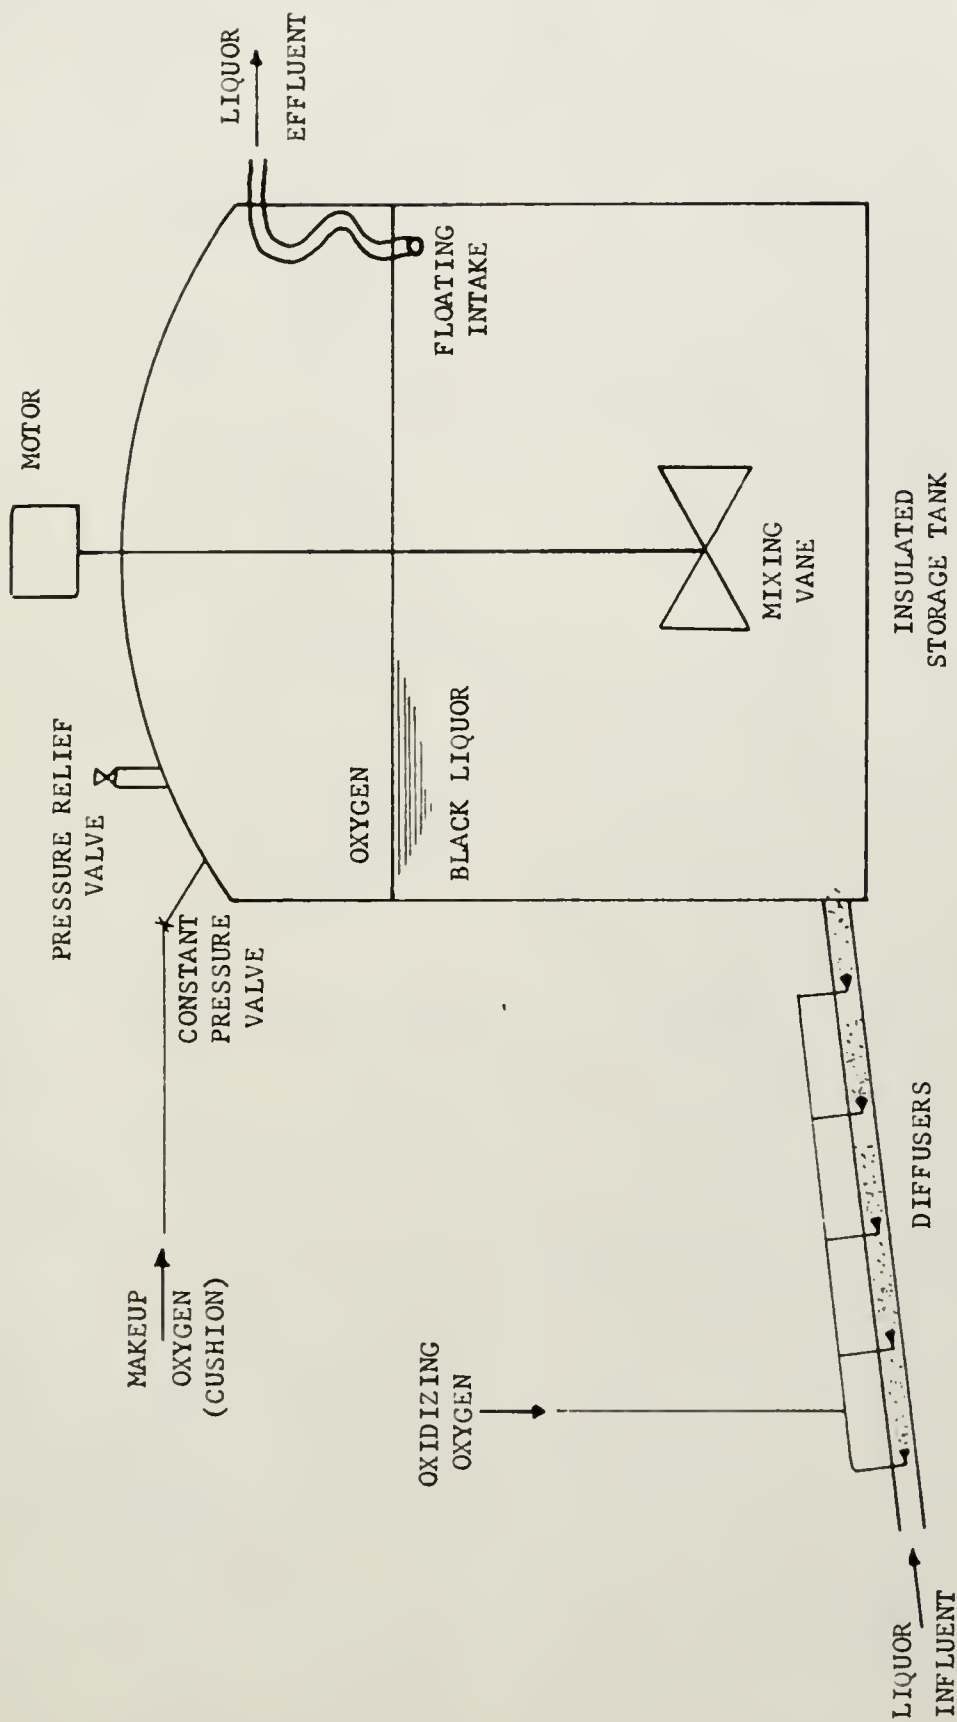 MOTOR
PRESSURE RELIEF
VALVE
LIQUOR
EFFLUENT
CONSTANT
PRESSURE
VALVE
MAKEUP
OXYGEN
(CUSHION)
OXYGEN
BLACK LIQUOR
FLOATING
INTAKE
OXIDIZING
OXYGEN
MIXING
VANE
INSULATED
STORAGE TANK
DIFFUSERS
LIQUOR
INFLUENT